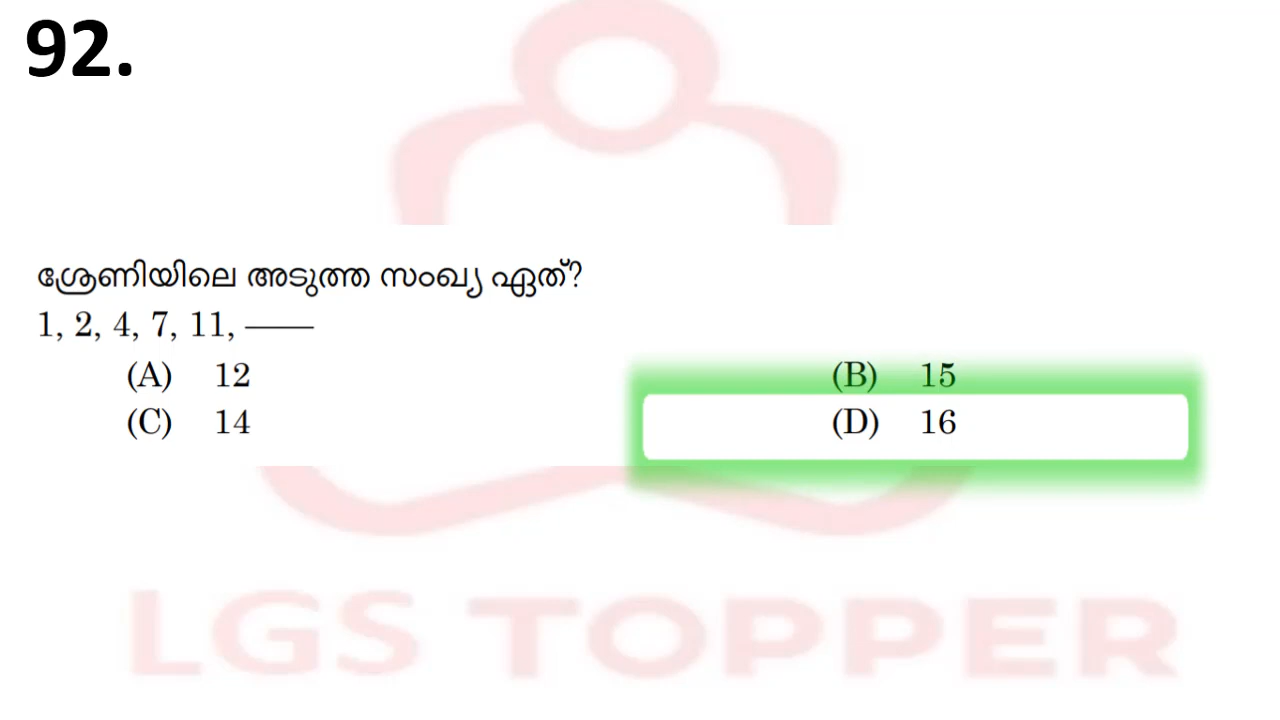 92.
ശ്രേണിയിലെ അടുത്ത സംഖ്യ ഏത്?
1, 2, 4, 7, 11, ——
(A) 12 (B) 15
(C) 14 (D) 16
LGS TOPPER